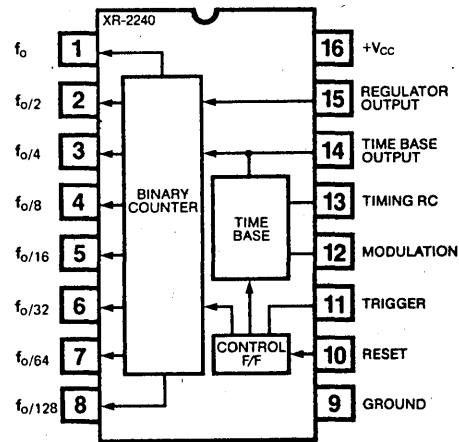 XR-2240
fo 1
fo/2 2
fo/4 3
fo/8 4
fo/16 5
fo/32 6
fo/64 7
fo/128 8
BINARY
COUNTER
TIME
BASE
CONTROL
F/F
16 +VCC
15 REGULATOR
OUTPUT
14 TIME BASE
OUTPUT
13 TIMING RC
12 MODULATION
11 TRIGGER
10 RESET
9 GROUND